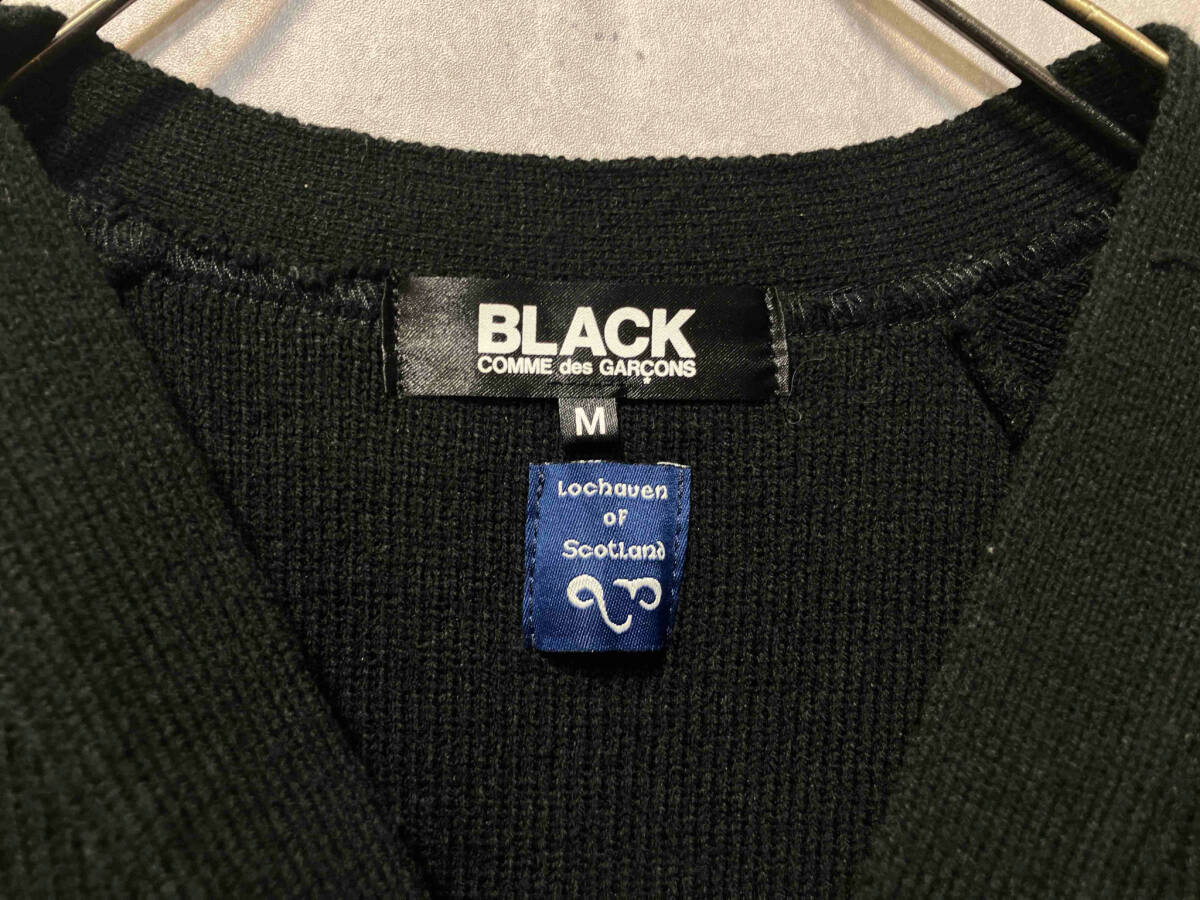 BLACK
COMME des GARÇONS
M
Lochaven
of
Scotland